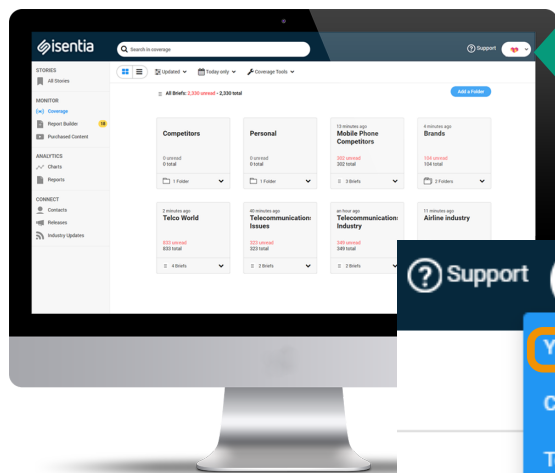 isentia
Search in coverage
Support
STORIES
All Stories
Updated
Today only
Coverage Tools
MONITOR
Coverage
Report Builder
Purchased Content
All Briefs: 2,330 unread - 2,330 total
Add a Folder
ANALYTICS
Charts
Reports
CONNECT
Contacts
Releases
Industry Updates
Competitors
0 unread
0 total
1 Folder
Personal
0 unread
0 total
1 Folder
13 minutes ago
Mobile Phone
Competitors
302 unread
302 total
3 Briefs
4 minutes ago
Brands
104 unread
104 total
2 Folders
2 minutes ago
Telco World
833 unread
833 total
4 Briefs
40 minutes ago
Telecommunications
Issues
323 unread
323 total
2 Briefs
an hour ago
Telecommunications
Industry
349 unread
349 total
2 Briefs
11 minutes ago
Airline industry
Support
Y
C
T